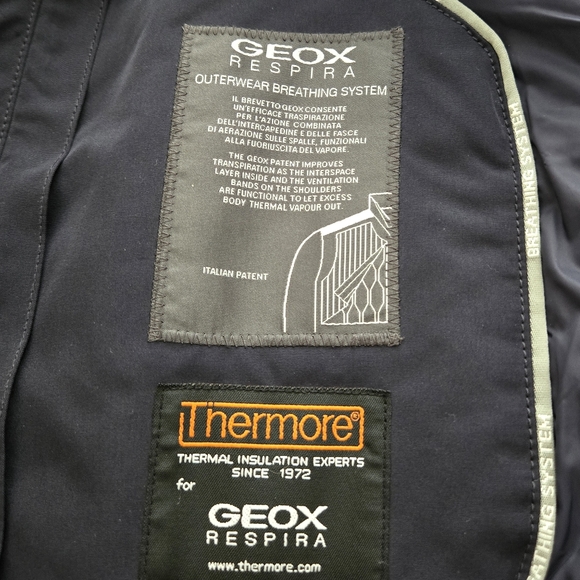 GEOX
RESPIRA
OUTERWEAR BREATHING SYSTEM
IL BREVETTO GEOX CONSENTE
UN'EFFICACE TRASPIRAZIONE
PER L'AZIONE COMBINATA
DELL'INTERCAPEDINE E DELLE FASCE
DI AERAZIONE SULLE SPALLE, FUNZIONALI
ALLA FUORIUSCITA DEL VAPORE.
THE GEOX PATENT IMPROVES
TRANSPIRATION AS THE INTERSPACE
LAYER INSIDE AND THE VENTILATION
BANDS ON THE SHOULDERS
ARE FUNCTIONAL TO LET EXCESS
BODY THERMAL VAPOUR OUT.
ITALIAN PATENT
Thermore®
THERMAL INSULATION EXPERTS
SINCE 1972
for
GEOX
RESPIRA
www.thermore.com
BREATHING SYSTEM
ATHING SYSTEM